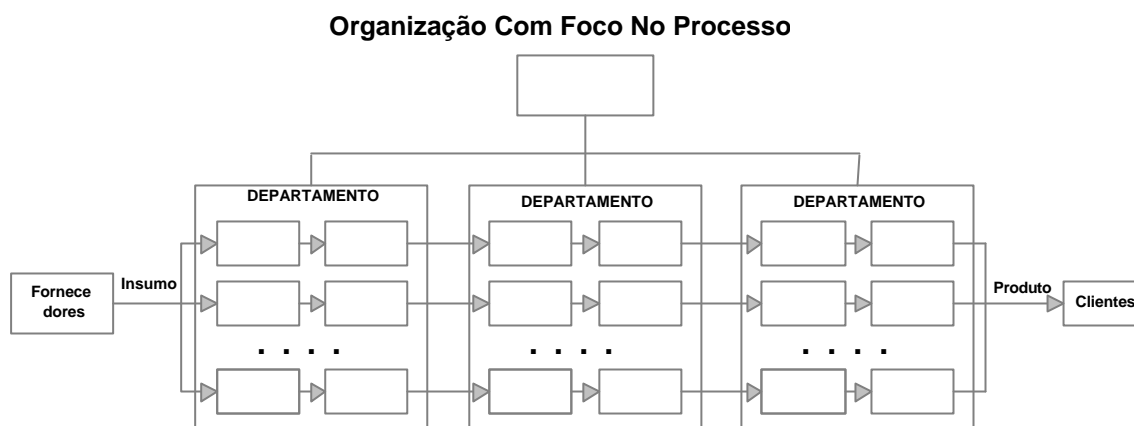 Organização Com Foco No Processo
DEPARTAMENTO
DEPARTAMENTO
DEPARTAMENTO
Fornece
dores
Insumo
Produto
Clientes
. . . .
. . . .
. . . .